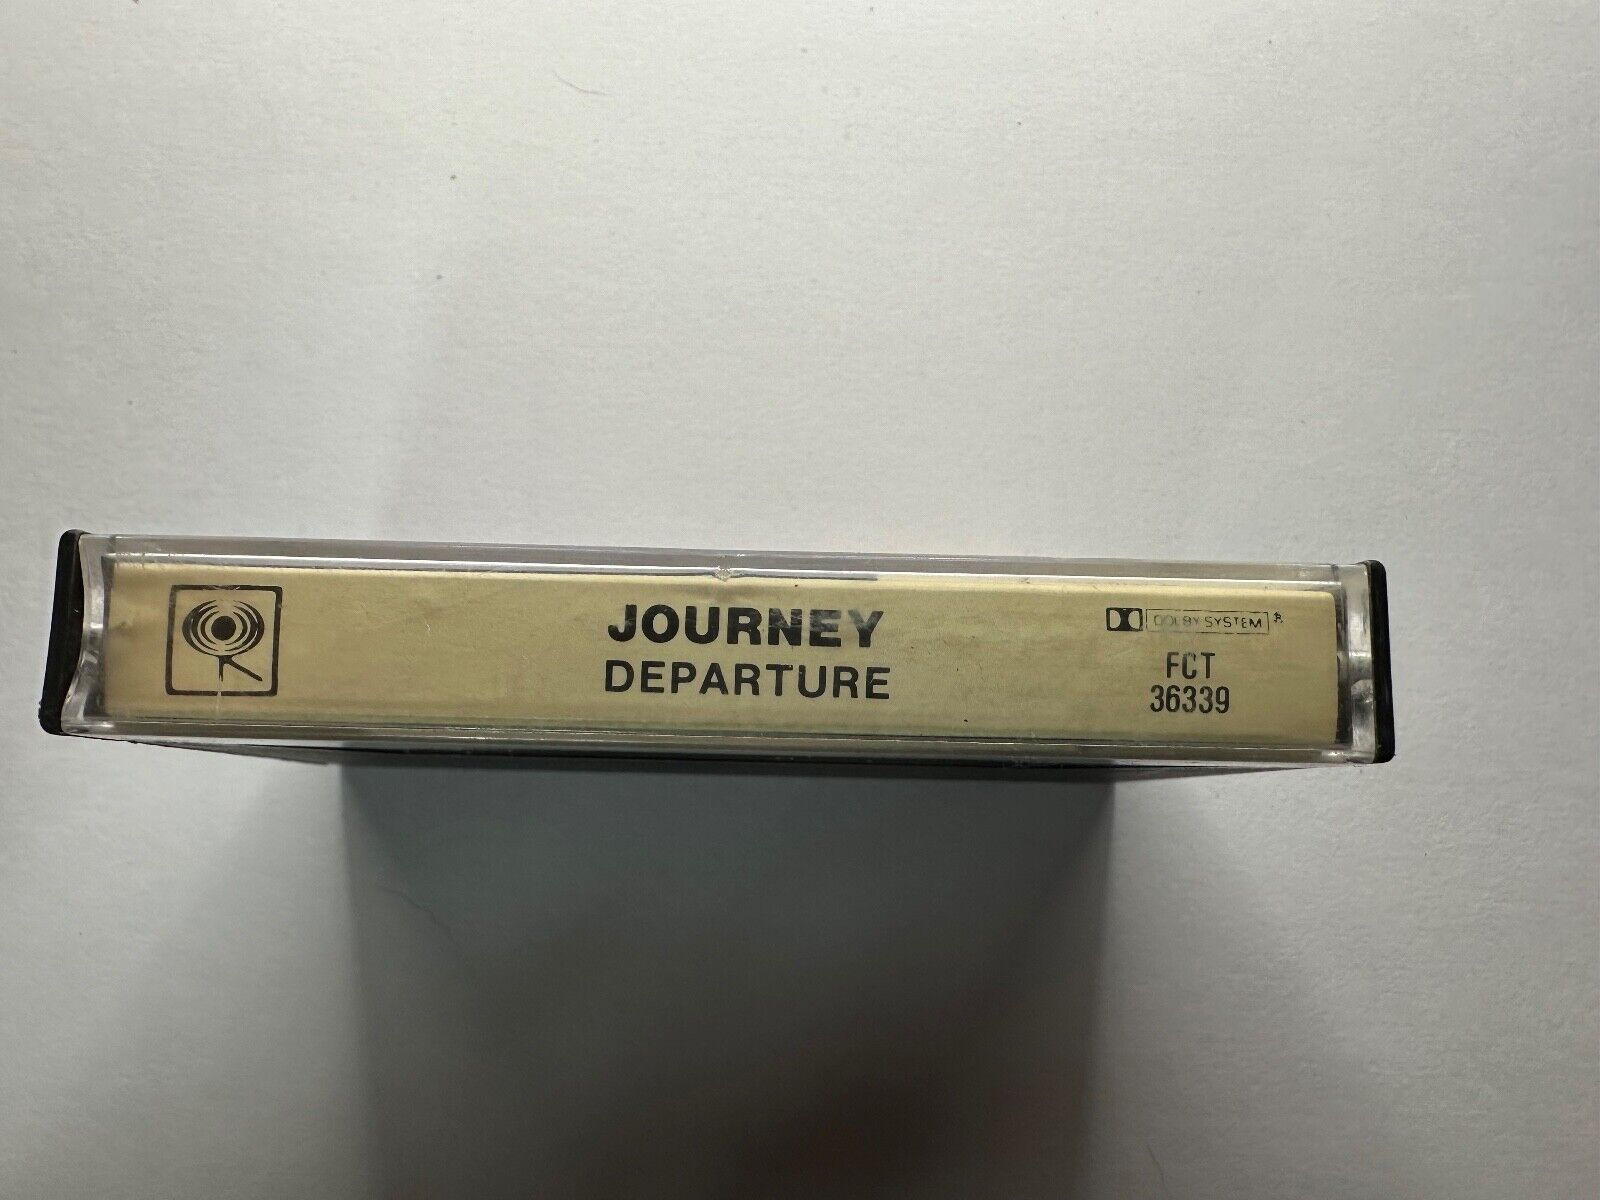 JOURNEY
DEPARTURE
DOLBY SYSTEM
FCT
36339